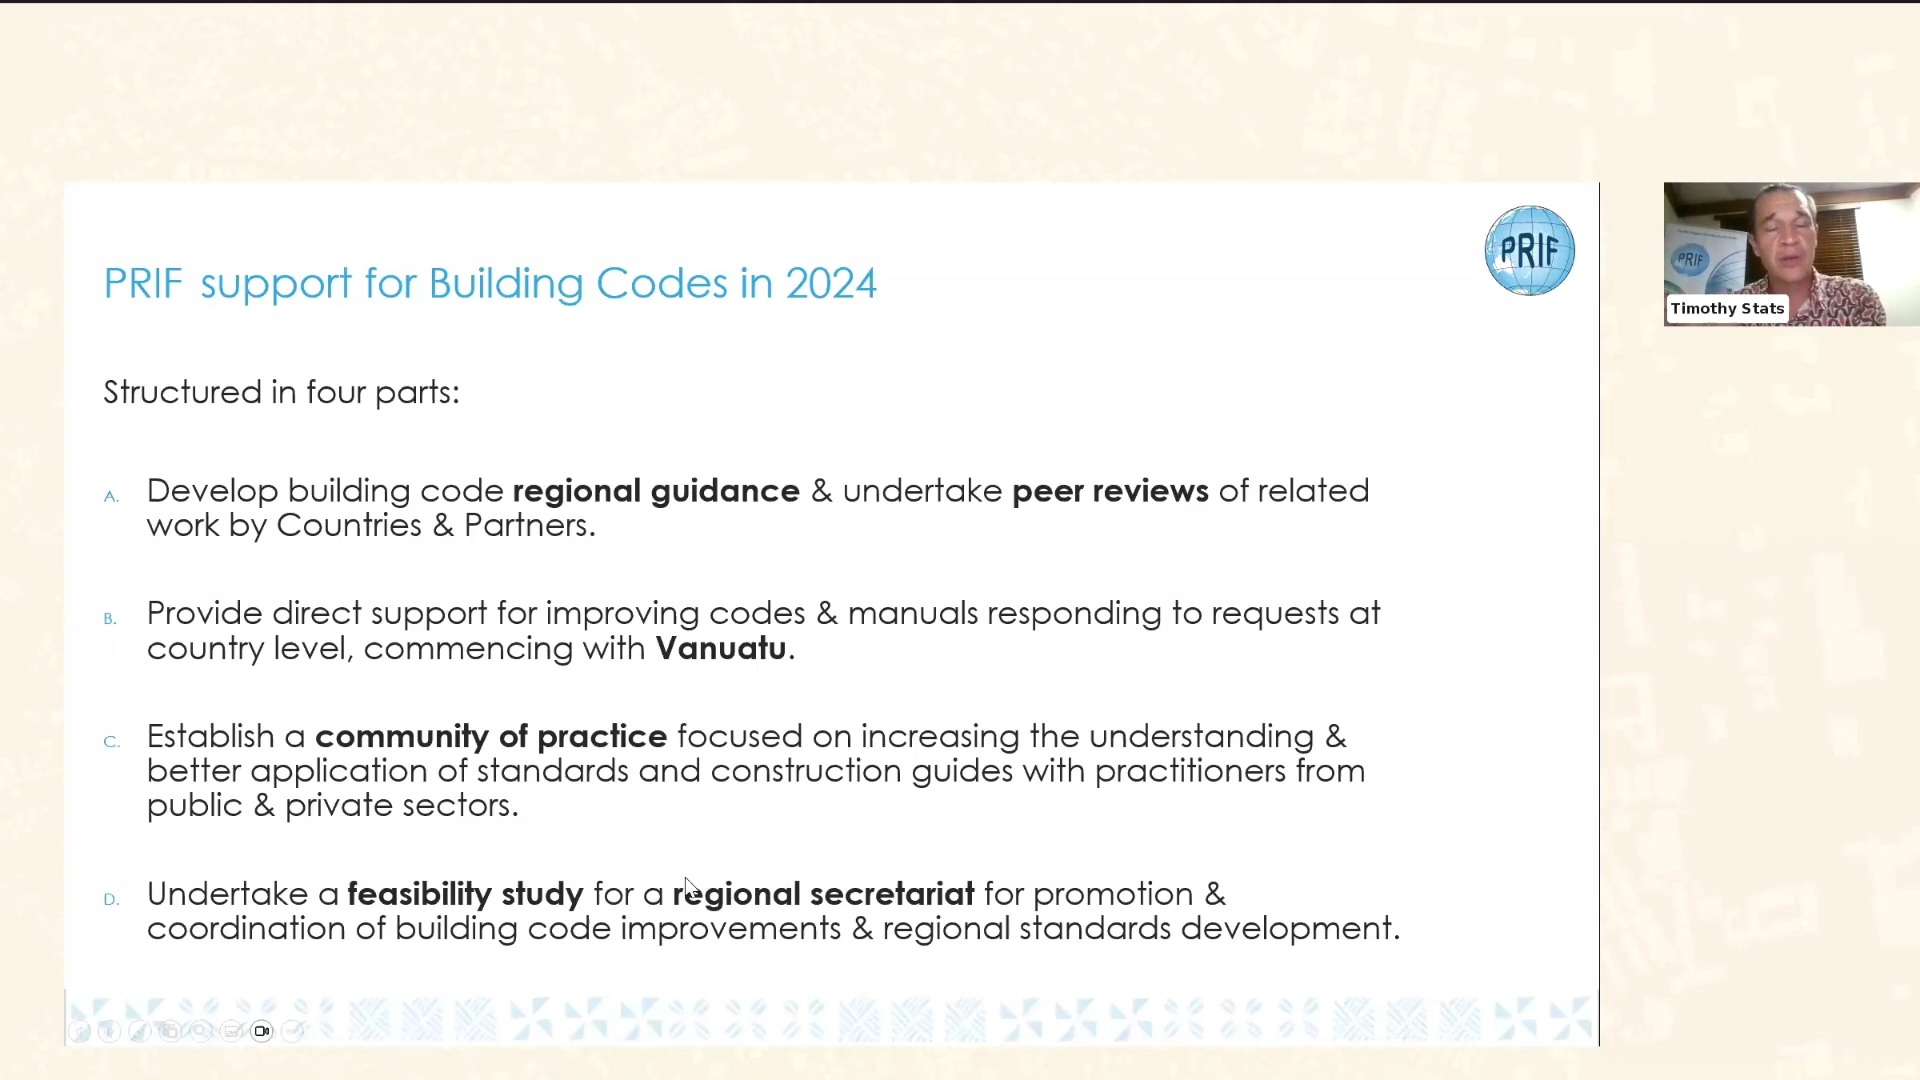 PRIF
PRIF support for Building Codes in 2024
PRIF
Timothy Stats
Structured in four parts:
A. Develop building code regional guidance & undertake peer reviews of related
work by Countries & Partners.
B. Provide direct support for improving codes & manuals responding to requests at
country level, commencing with Vanuatu.
C. Establish a community of practice focused on increasing the understanding &
better application of standards and construction guides with practitioners from
public & private sectors.
D. Undertake a feasibility study for a regional secretariat for promotion &
coordination of building code improvements & regional standards development.